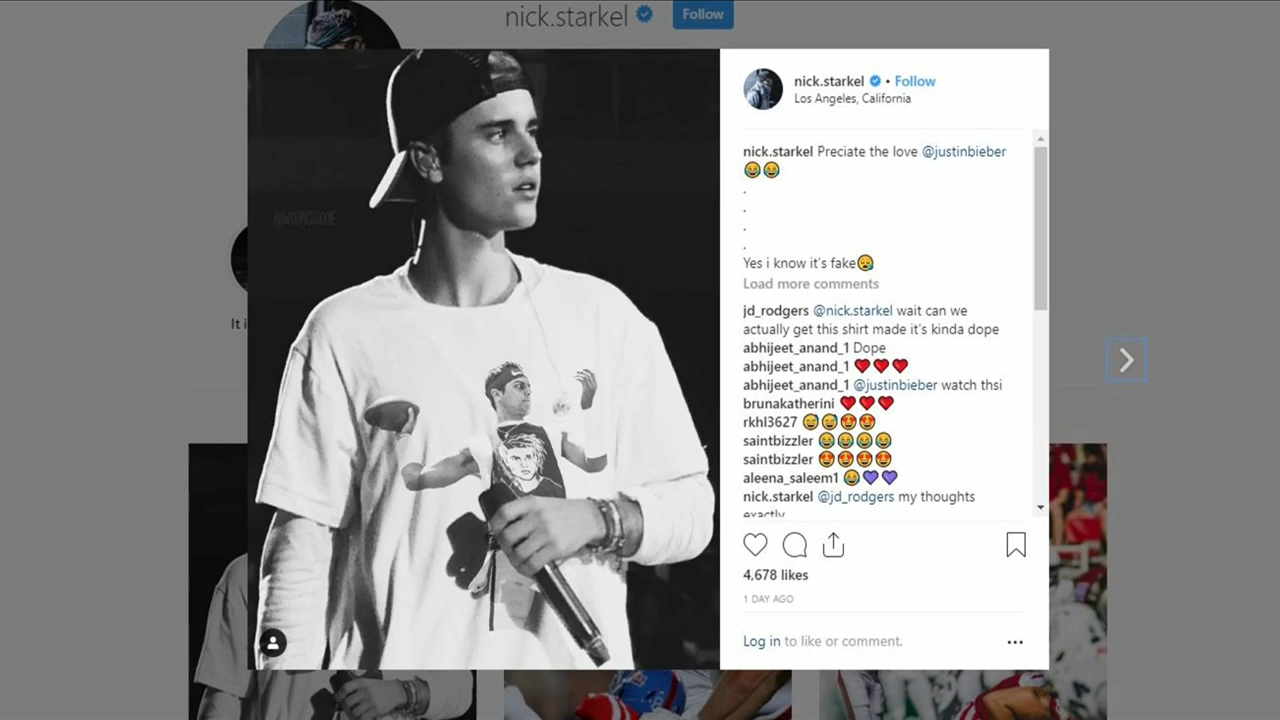 nick.starkel
Follow
nick.starkel • Follow
Los Angeles, California
nick.starkel Preciate the love @justinbieber
😂😂
.
.
.
.
Yes i know it's fake😪
Load more comments
jd_rodgers @nick.starkel wait can we
actually get this shirt made it's kinda dope
abhijeet_anand_1 Dope
abhijeet_anand_1 ❤❤❤
abhijeet_anand_1 @justinbieber watch thsi
brunakatherini ❤❤❤
rkhl3627 😅😅😍😍
saintbizzler 😂😂😂😂
saintbizzler 😍😍😍😍
aleena_saleem1 😂💜💜
nick.starkel @jd_rodgers my thoughts
exactly
It i
4,678 likes
1 DAY AGO
Log in to like or comment.